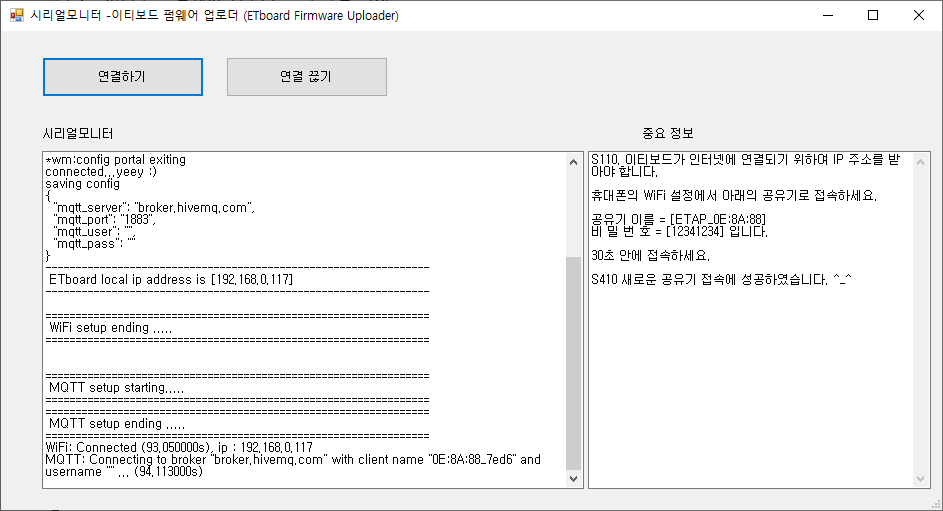 시리얼모니터 -이티보드 펌웨어 업로더 (ETboard Firmware Uploader)
연결하기
연결 끊기
시리얼모니터
중요 정보
*wm:config portal exiting
connected...yeey :)
saving config
{
"mqtt_server": "broker.hivemq.com",
"mqtt_port": "1883",
"mqtt_user": "",
"mqtt_pass": ""
}
----------------------------------------------------------------
ETboard local ip address is [192.168.0.117]
----------------------------------------------------------------
================================================================
WiFi setup ending .....
================================================================
================================================================
MQTT setup starting.....
================================================================
================================================================
MQTT setup ending .....
================================================================
WiFi: Connected (93.050000s), ip : 192.168.0.117
MQTT: Connecting to broker "broker.hivemq.com" with client name "0E:8A:88_7ed6" and
username "" ... (94.113000s)
S110. 이티보드가 인터넷에 연결되기 위하여 IP 주소를 받
아야 합니다.
휴대폰의 WiFi 설정에서 아래의 공유기로 접속하세요.
공유기 이름 = [ETAP_0E:8A:88]
비 밀 번 호 = [12341234] 입니다.
30초 안에 접속하세요.
S410 새로운 공유기 접속에 성공하였습니다. ^_^